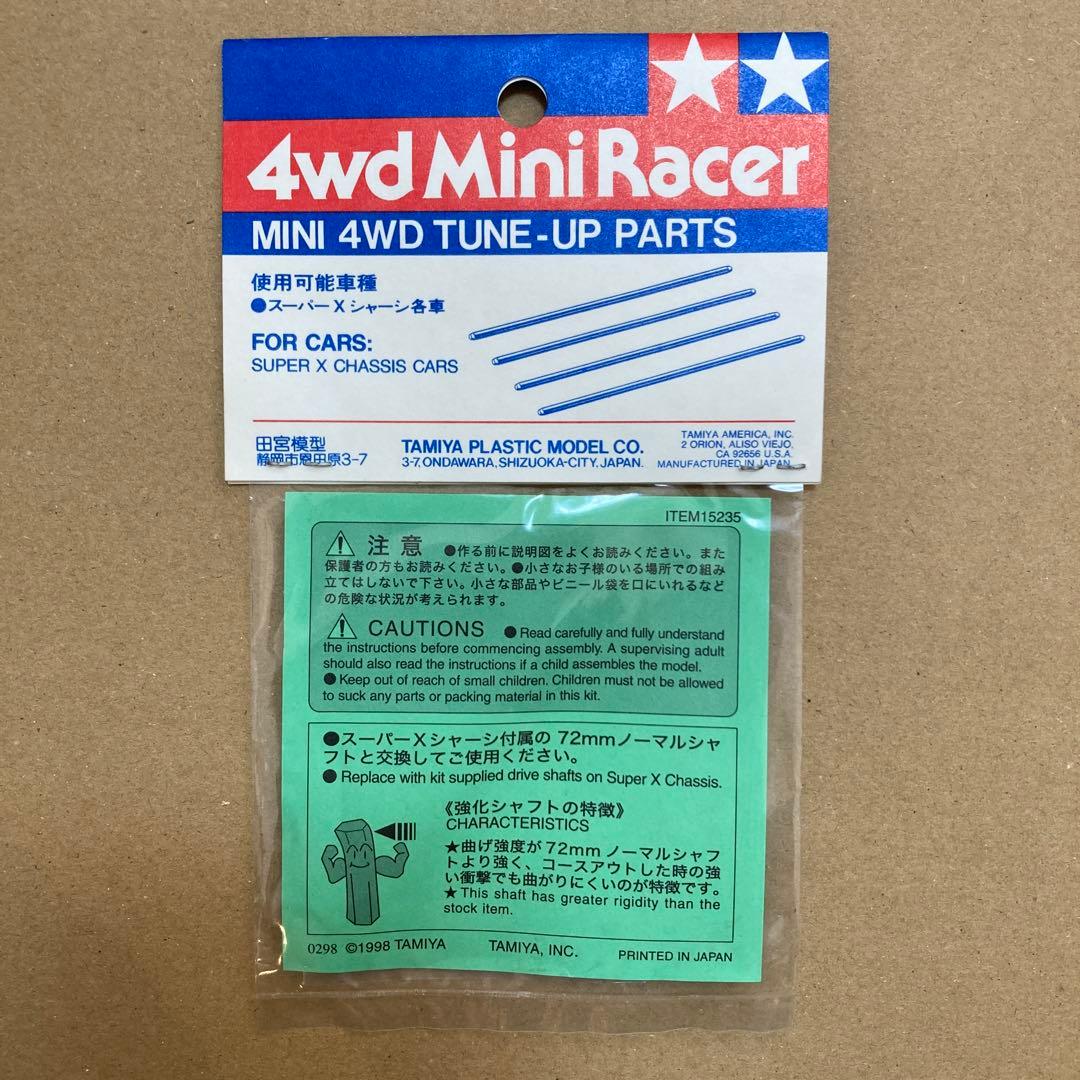 4wd Mini Racer
MINI 4WD TUNE-UP PARTS
使用可能車種
●スーパーXシャーシ各車
FOR CARS:
SUPER X CHASSIS CARS
田宮模型
静岡市恩田原3-7
TAMIYA PLASTIC MODEL CO.
3-7, ONDAWARA, SHIZUOKA-CITY, JAPAN.
TAMIYA AMERICA, INC.
2 ORION, ALISO VIEJO,
CA 92656 U.S.A.
MANUFACTURED IN JAPAN
ITEM15235
注意 ●作る前に説明図をよくお読みください。また
保護者の方もお読みください。●小さなお子様のいる場所での組み
立てはしないで下さい。小さな部品やビニール袋を口にいれるなど
の危険な状況が考えられます。
CAUTIONS ●Read carefully and fully understand
the instructions before commencing assembly. A supervising adult
should also read the instructions if a child assembles the model.
●Keep out of reach of small children. Children must not be allowed
to suck any parts or packing material in this kit.
●スーパーXシャーシ付属の72mmノーマルシャ
フトと交換してご使用ください。
●Replace with kit supplied drive shafts on Super X Chassis.
《強化シャフトの特徴》
CHARACTERISTICS
★曲げ強度が72mmノーマルシャフ
トより強く、コースアウトした時の強
い衝撃でも曲がりにくいのが特徴です。
★This shaft has greater rigidity than the
stock item.
0298 ©1998 TAMIYA
TAMIYA, INC.
PRINTED IN JAPAN